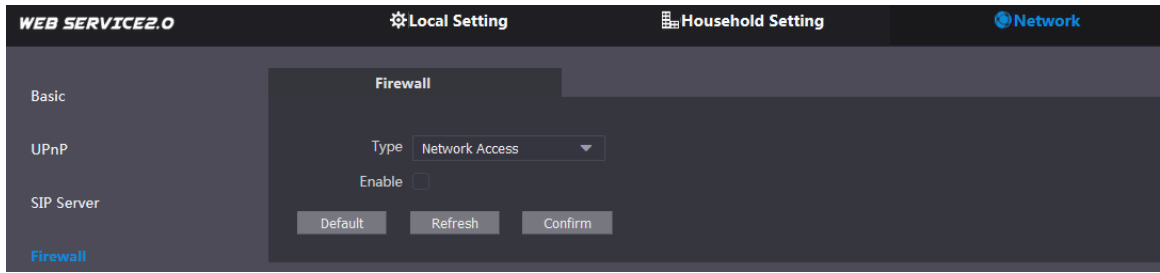 WEB SERVICE2.0 Local Setting Household Setting Network
Firewall
Basic
Type Network Access
UPnP
Enable
SIP Server
Default Refresh Confirm
Firewall